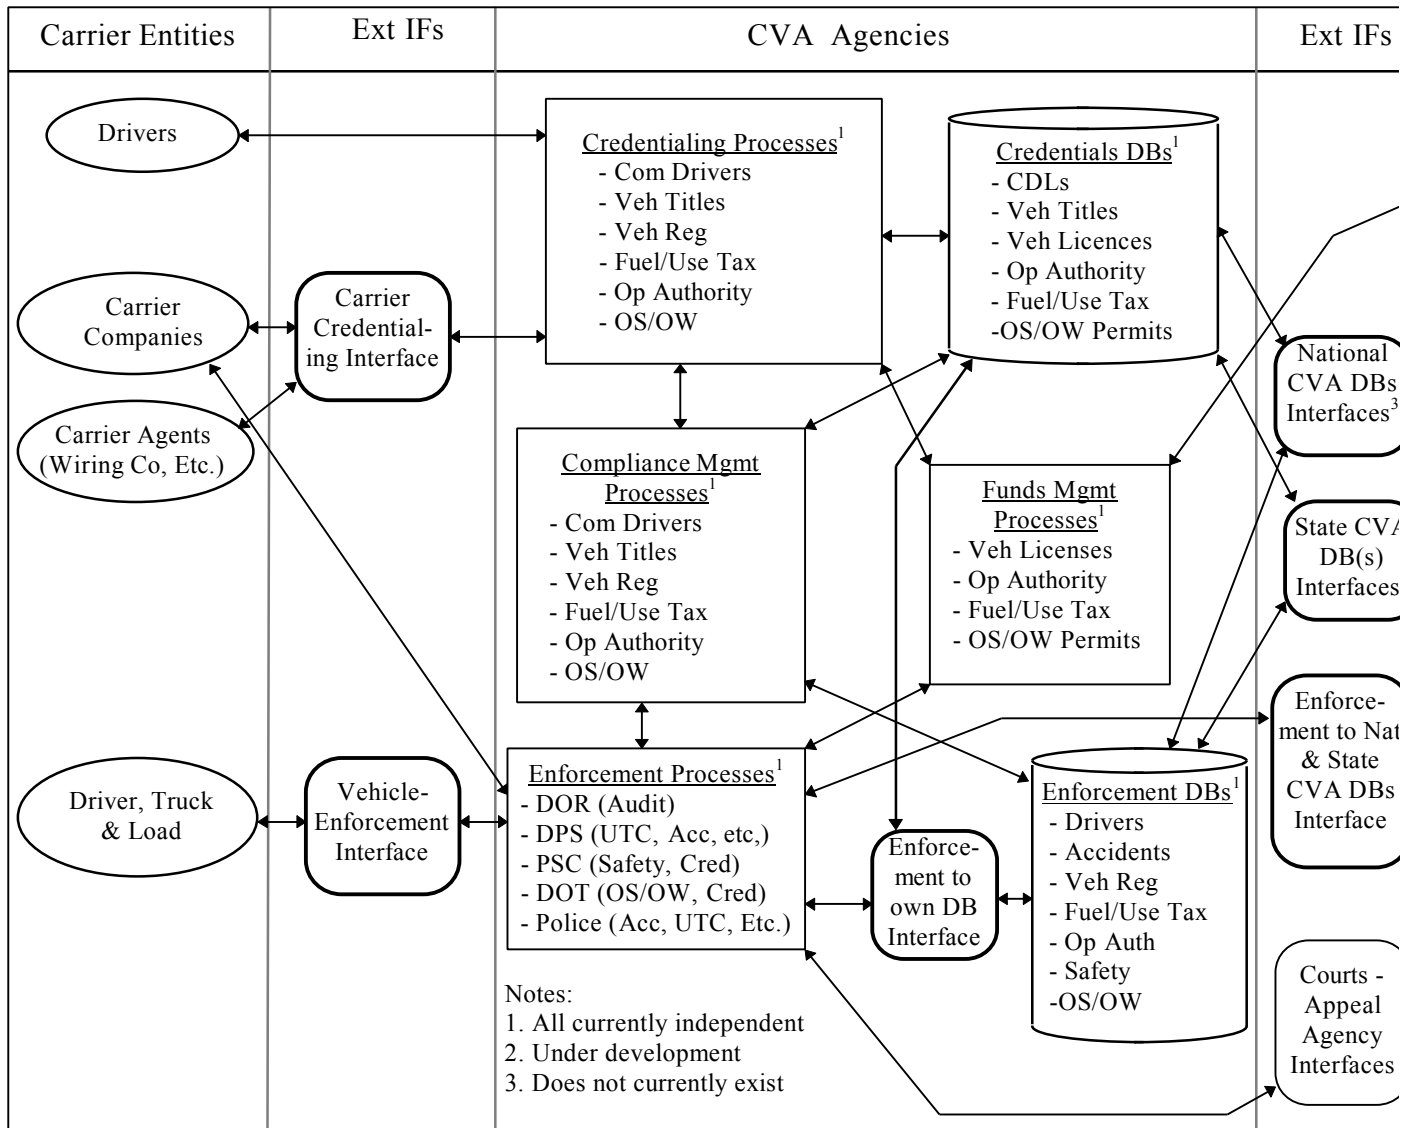 Carrier Entities
Ext IFs
CVA Agencies
Ext IFs
Drivers
Carrier
Companies
Carrier Agents
(Wiring Co, Etc.)
Driver, Truck
& Load
Carrier
Credential-
ing Interface
Vehicle-
Enforcement
Interface
Credentialing Processes1
- Com Drivers
- Veh Titles
- Veh Reg
- Fuel/Use Tax
- Op Authority
- OS/OW
Credentials DBs1
- CDLs
- Veh Titles
- Veh Licences
- Op Authority
- Fuel/Use Tax
-OS/OW Permits
Compliance Mgmt
Processes1
- Com Drivers
- Veh Titles
- Veh Reg
- Fuel/Use Tax
- Op Authority
- OS/OW
Funds Mgmt
Processes1
- Veh Licenses
- Op Authority
- Fuel/Use Tax
- OS/OW Permits
Enforcement Processes1
- DOR (Audit)
- DPS (UTC, Acc, etc,)
- PSC (Safety, Cred)
- DOT (OS/OW, Cred)
- Police (Acc, UTC, Etc.)
Enforce-
ment to
own DB
Interface
Enforcement DBs1
- Drivers
- Accidents
- Veh Reg
- Fuel/Use Tax
- Op Auth
- Safety
-OS/OW
Notes:
1. All currently independent
2. Under development
3. Does not currently exist
National
CVA DBs
Interfaces3
State CVA
DB(s)
Interfaces
Enforce-
ment to Nat
& State
CVA DBs
Interface
Courts -
Appeal
Agency
Interfaces